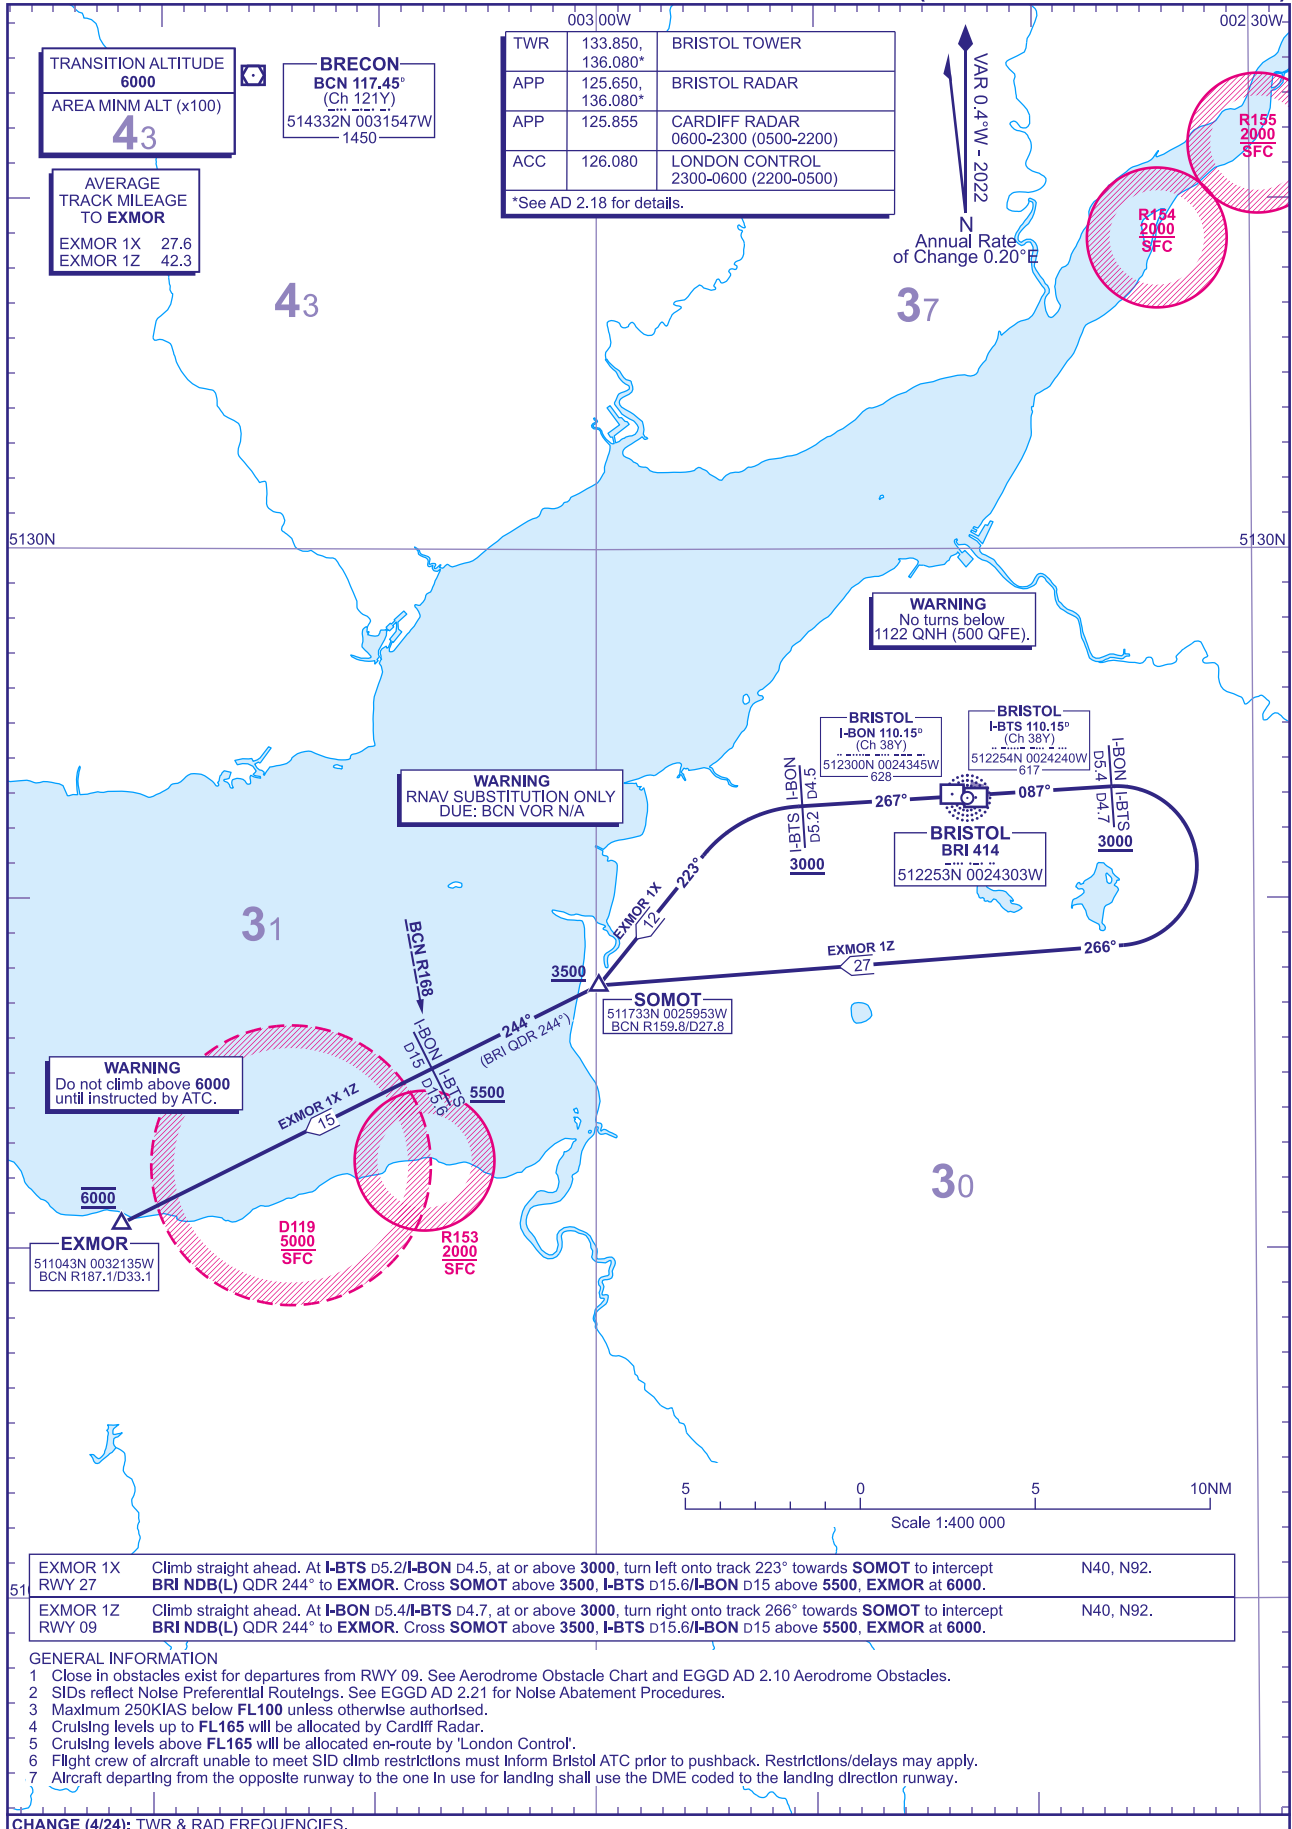 003 00W
002 30W
TRANSITION ALTITUDE
6000
AREA MINM ALT (x100)
43
BRECON
BCN 117.45ᴰ
(Ch 121Y)
514332N 0031547W
1450
AVERAGE
TRACK MILEAGE
TO EXMOR
EXMOR 1X 27.6
EXMOR 1Z 42.3
TWR 133.850, 136.080* BRISTOL TOWER
APP 125.650, 136.080* BRISTOL RADAR
APP 125.855 CARDIFF RADAR
0600-2300 (0500-2200)
ACC 126.080 LONDON CONTROL
2300-0600 (2200-0500)
*See AD 2.18 for details.
VAR 0.4°W - 2022
N
Annual Rate
of Change 0.20°E
R155
2000
SFC
R154
2000
SFC
43
37
5130N
5130N
WARNING
No turns below
1122 QNH (500 QFE).
BRISTOL
I-BON 110.15ᴰ
(Ch 38Y)
512300N 0024345W
628
BRISTOL
I-BTS 110.15ᴰ
(Ch 38Y)
512254N 0024240W
617
WARNING
RNAV SUBSTITUTION ONLY
DUE: BCN VOR N/A
I-BTS I-BON
D5.2 D4.5
3000
267°
087°
I-BON I-BTS
D5.4 D4.7
3000
BRISTOL
BRI 414
512253N 0024303W
223°
EXMOR 1X
12
31
BCN R168
EXMOR 1Z
27
266°
3500
SOMOT
511733N 0025953W
BCN R159.8/D27.8
244°
(BRI QDR 244°)
I-BON I-BTS
D15 D15.6
5500
WARNING
Do not climb above 6000
until instructed by ATC.
EXMOR 1X 1Z
15
30
6000
EXMOR
511043N 0032135W
BCN R187.1/D33.1
D119
5000
SFC
R153
2000
SFC
5 0 5 10NM
Scale 1:400 000
510
EXMOR 1X Climb straight ahead. At I-BTS D5.2/I-BON D4.5, at or above 3000, turn left onto track 223° towards SOMOT to intercept N40, N92.
RWY 27 BRI NDB(L) QDR 244° to EXMOR. Cross SOMOT above 3500, I-BTS D15.6/I-BON D15 above 5500, EXMOR at 6000.
EXMOR 1Z Climb straight ahead. At I-BON D5.4/I-BTS D4.7, at or above 3000, turn right onto track 266° towards SOMOT to intercept N40, N92.
RWY 09 BRI NDB(L) QDR 244° to EXMOR. Cross SOMOT above 3500, I-BTS D15.6/I-BON D15 above 5500, EXMOR at 6000.
GENERAL INFORMATION
1 Close in obstacles exist for departures from RWY 09. See Aerodrome Obstacle Chart and EGGD AD 2.10 Aerodrome Obstacles.
2 SIDs reflect Noise Preferential Routeings. See EGGD AD 2.21 for Noise Abatement Procedures.
3 Maximum 250KIAS below FL100 unless otherwise authorised.
4 Cruising levels up to FL165 will be allocated by Cardiff Radar.
5 Cruising levels above FL165 will be allocated en-route by 'London Control'.
6 Flight crew of aircraft unable to meet SID climb restrictions must inform Bristol ATC prior to pushback. Restrictions/delays may apply.
7 Aircraft departing from the opposite runway to the one in use for landing shall use the DME coded to the landing direction runway.
CHANGE (4/24): TWR & RAD FREQUENCIES.